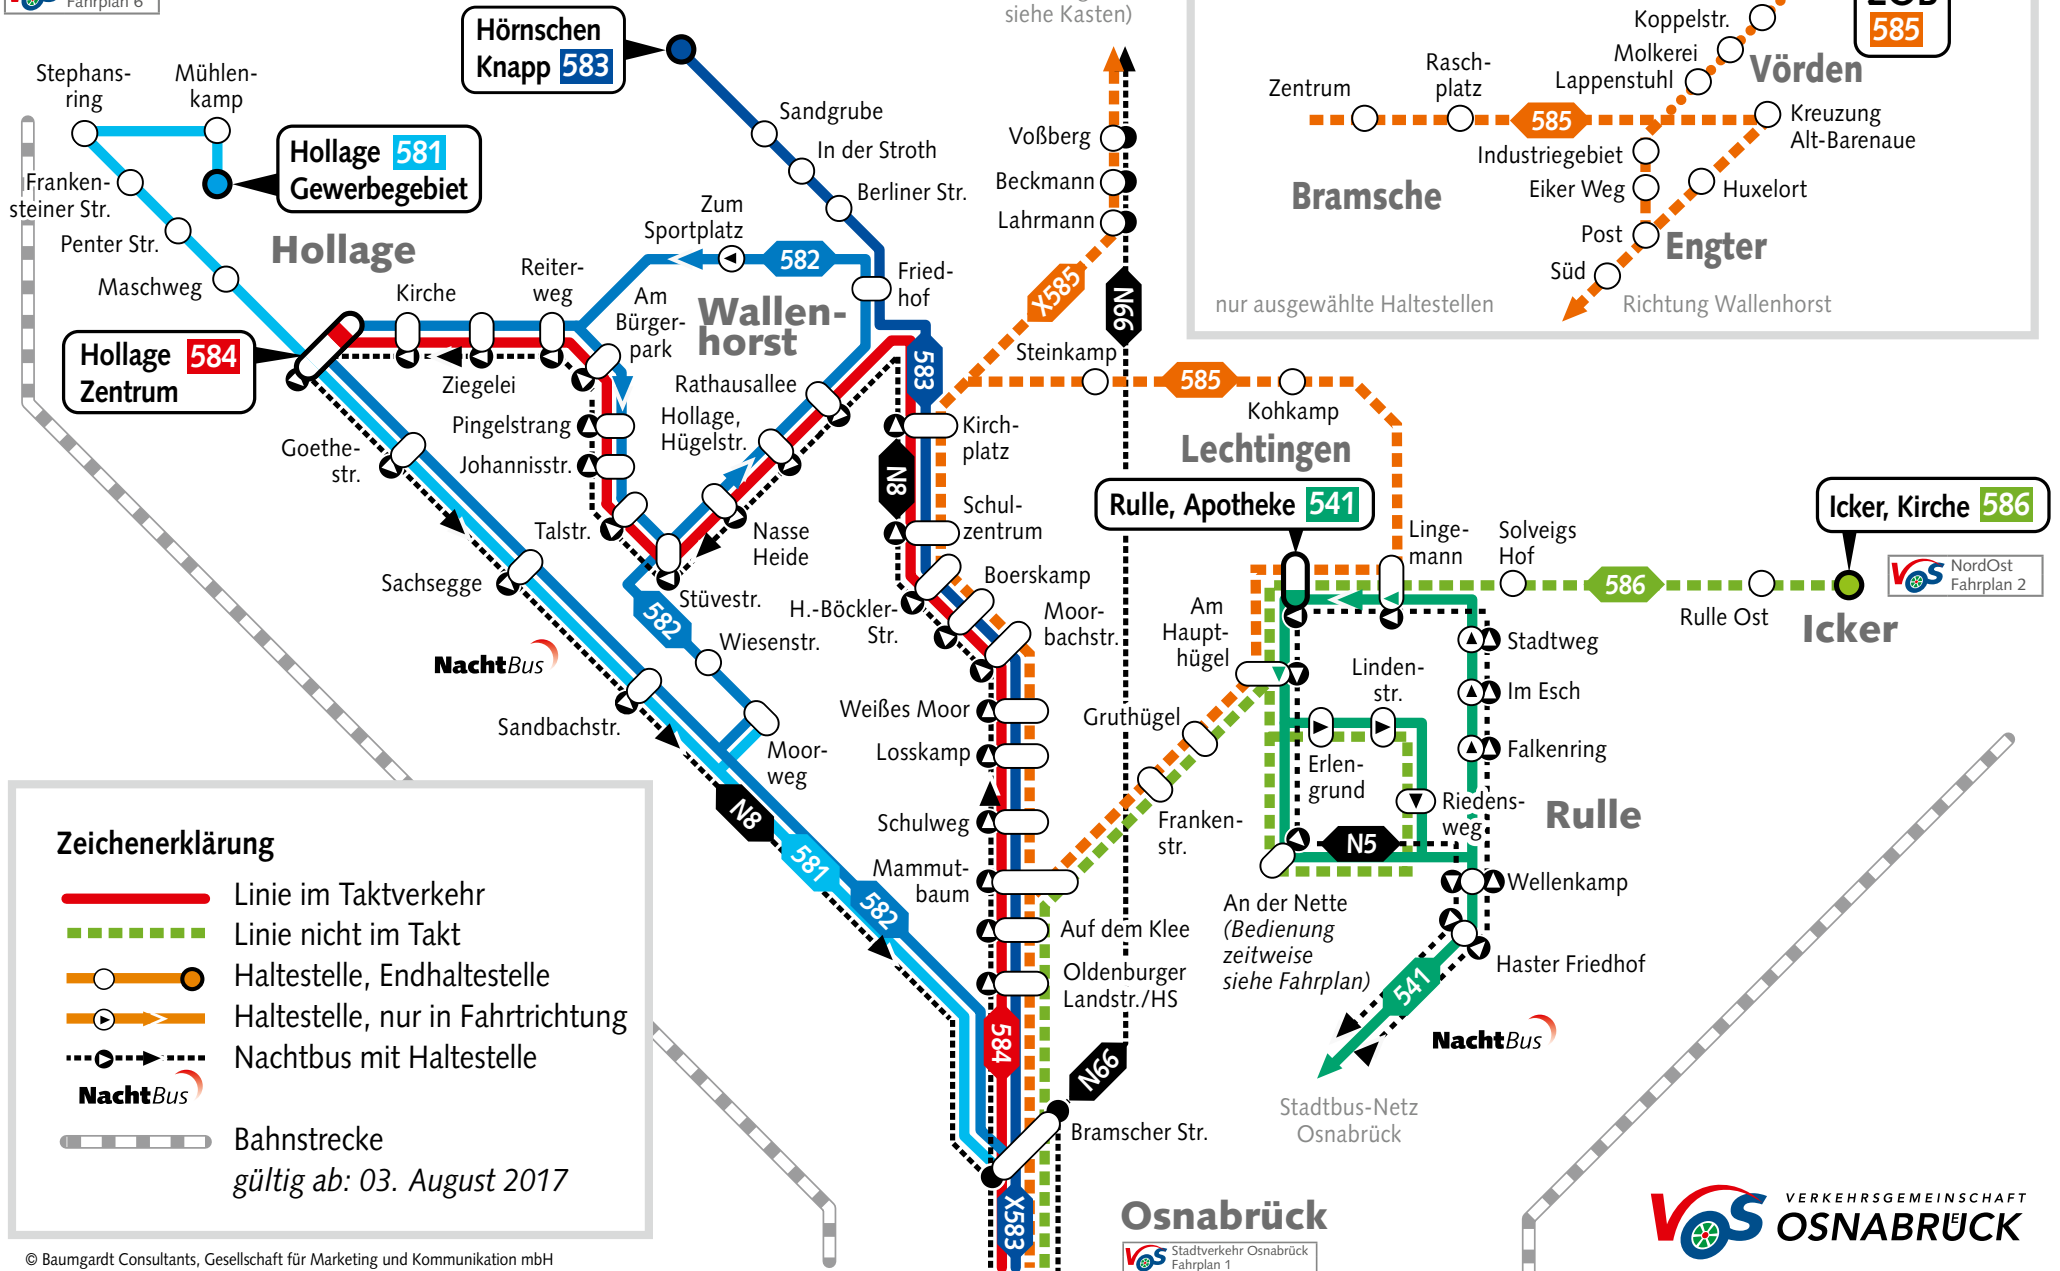 Fahrplan 6
Hörnschen
Knapp 583
siehe Kasten)
Koppelstr.
585
Molkerei
Lappenstuhl
Vörden
Rasch-
platz
Zentrum
585
Kreuzung
Alt-Barenaue
Industriegebiet
Eiker Weg
Huxelort
Bramsche
Post
Engter
Süd
nur ausgewählte Haltestellen
Richtung Wallenhorst
Stephans-
ring
Mühlen-
kamp
Hollage 581
Gewerbegebiet
Franken-
steiner Str.
Penter Str.
Maschweg
Hollage
Sandgrube
In der Stroth
Berliner Str.
Zum
Sportplatz
582
Fried-
hof
Voßberg
Beckmann
Lahrmann
X585
N66
Kirche
Reiter-
weg
Am
Bürger-
park
Wallen-
horst
Hollage 584
Zentrum
Ziegelei
Rathausallee
583
Steinkamp
585
Kohkamp
Lechtingen
Pingelstrang
Hollage,
Hügelstr.
Kirch-
platz
Goethe-
str.
Johannisstr.
N8
Schul-
zentrum
Talstr.
Nasse
Heide
Rulle, Apotheke 541
Icker, Kirche 586
Linge-
mann
Solveigs
Hof
VOS NordOst
Fahrplan 2
586
Rulle Ost
Icker
Sachsegge
Stüvestr.
582
Wiesenstr.
H.-Böckler-
Str.
Boerskamp
Moor-
bachstr.
Am
Haupt-
hügel
Stadtweg
NachtBus
Linden-
str.
Im Esch
Sandbachstr.
Moor-
weg
Weißes Moor
Losskamp
Gruthügel
Falkenring
Erlen-
grund
Riedens-
weg
Rulle
N8
581
582
Schulweg
Franken-
str.
N5
Mammut-
baum
Wellenkamp
An der Nette
(Bedienung
zeitweise
siehe Fahrplan)
Auf dem Klee
Haster Friedhof
Oldenburger
Landstr./HS
541
NachtBus
584
N66
Stadtbus-Netz
Osnabrück
Bramscher Str.
X583
Osnabrück
VOS Stadtverkehr Osnabrück
Fahrplan 1
Zeichenerklärung
Linie im Taktverkehr
Linie nicht im Takt
Haltestelle, Endhaltestelle
Haltestelle, nur in Fahrtrichtung
Nachtbus mit Haltestelle
NachtBus
Bahnstrecke
gültig ab: 03. August 2017
© Baumgardt Consultants, Gesellschaft für Marketing und Kommunikation mbH
VOS VERKEHRSGEMEINSCHAFT
OSNABRÜCK